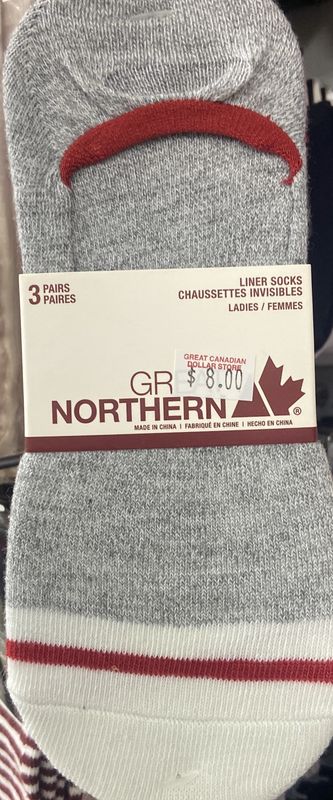 3 PAIRS
PAIRES
LINER SOCKS
CHAUSSETTES INVISIBLES
LADIES / FEMMES
GREAT CANADIAN
DOLLAR STORE
$ 8.00
GR
NORTHERN ®
MADE IN CHINA | FABRIQUÉ EN CHINE | HECHO EN CHINA